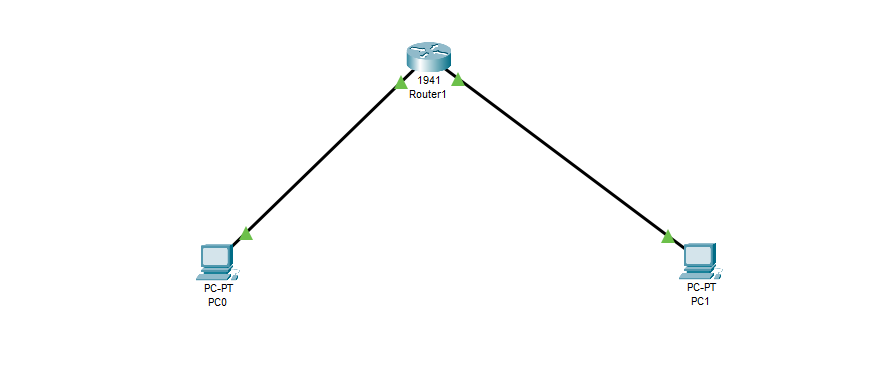 1941
Router1
PC-PT
PC0
PC-PT
PC1